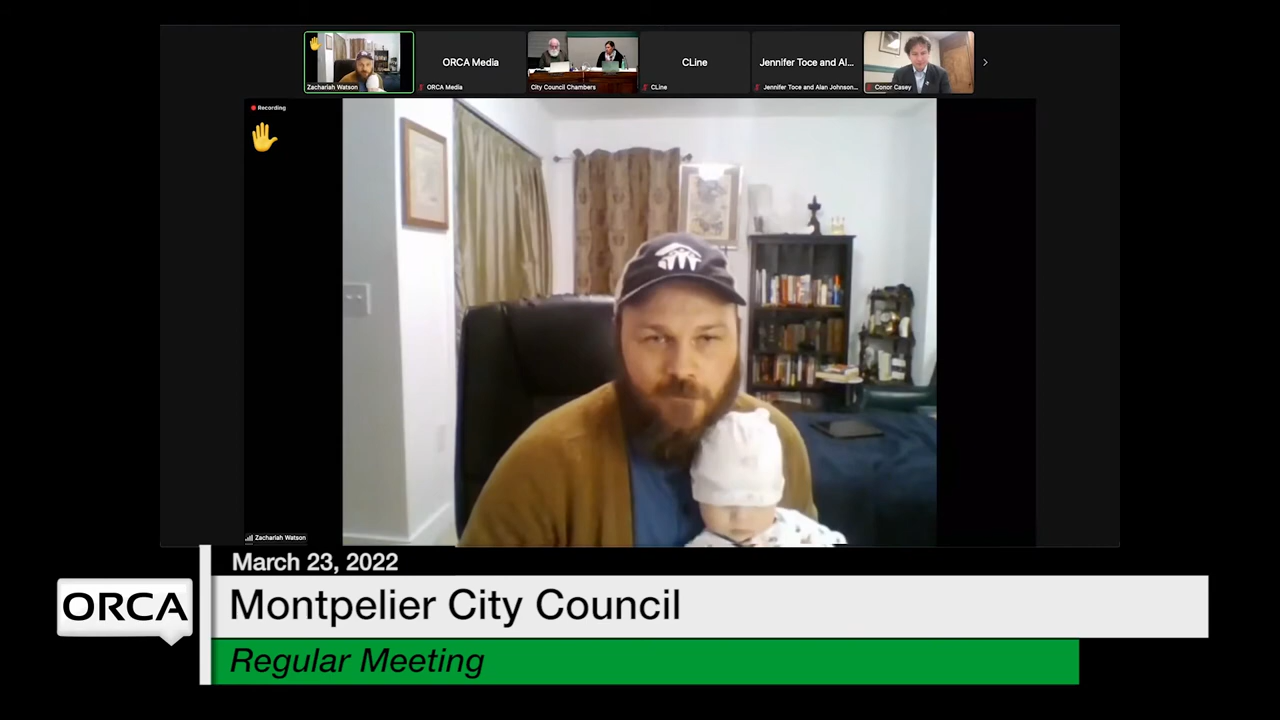 Zachariah Watson
ORCA Media
ORCA Media
City Council Chambers
CLine
CLine
Jennifer Toce and Al...
Jennifer Toce and Alan Johnson...
Conor Casey
Recording
Zachariah Watson
March 23, 2022
ORCA
Montpelier City Council
Regular Meeting